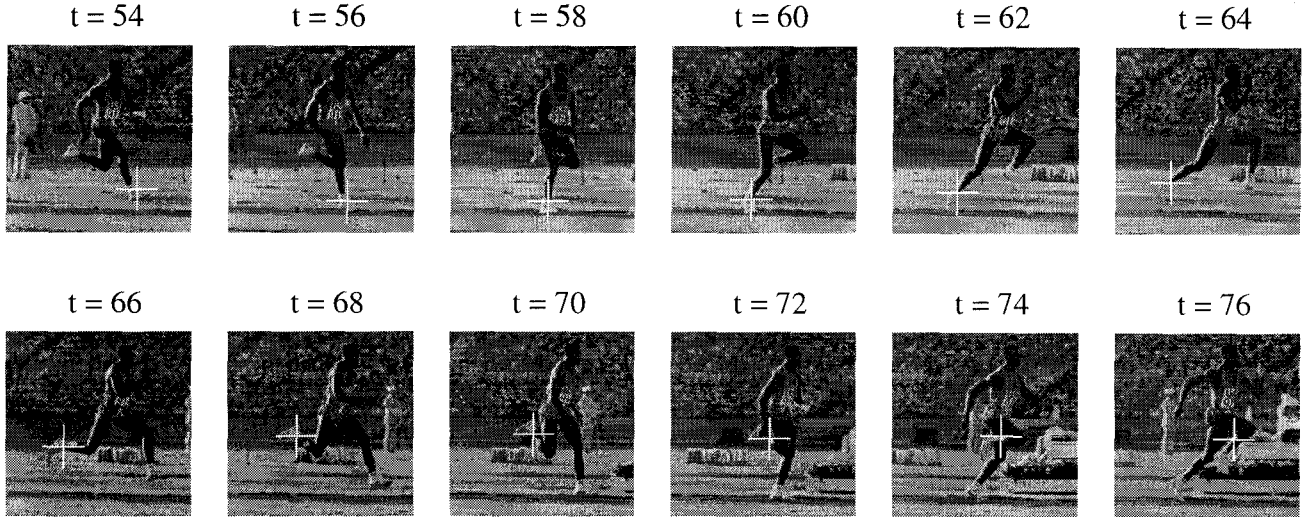 t = 54 t = 56 t = 58 t = 60 t = 62 t = 64
t = 66 t = 68 t = 70 t = 72 t = 74 t = 76